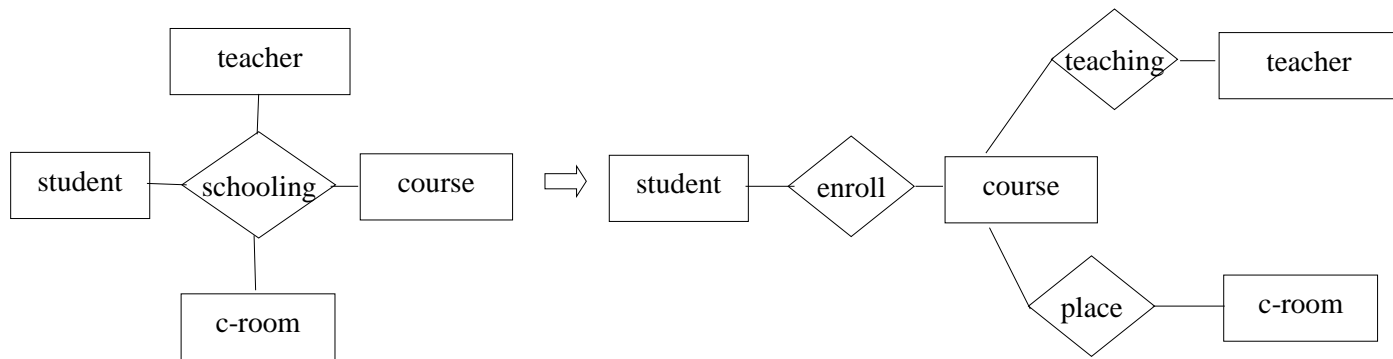 teacher
student
schooling
course
c-room
student
enroll
course
teaching
teacher
place
c-room